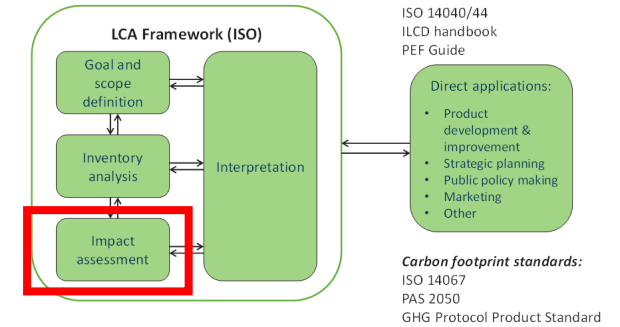 LCA Framework (ISO)
Goal and
scope
definition
Inventory
analysis
Impact
assessment
Interpretation
ISO 14040/44
ILCD handbook
PEF Guide
Direct applications:
• Product
development &
improvement
• Strategic planning
• Public policy making
• Marketing
• Other
Carbon footprint standards:
ISO 14067
PAS 2050
GHG Protocol Product Standard